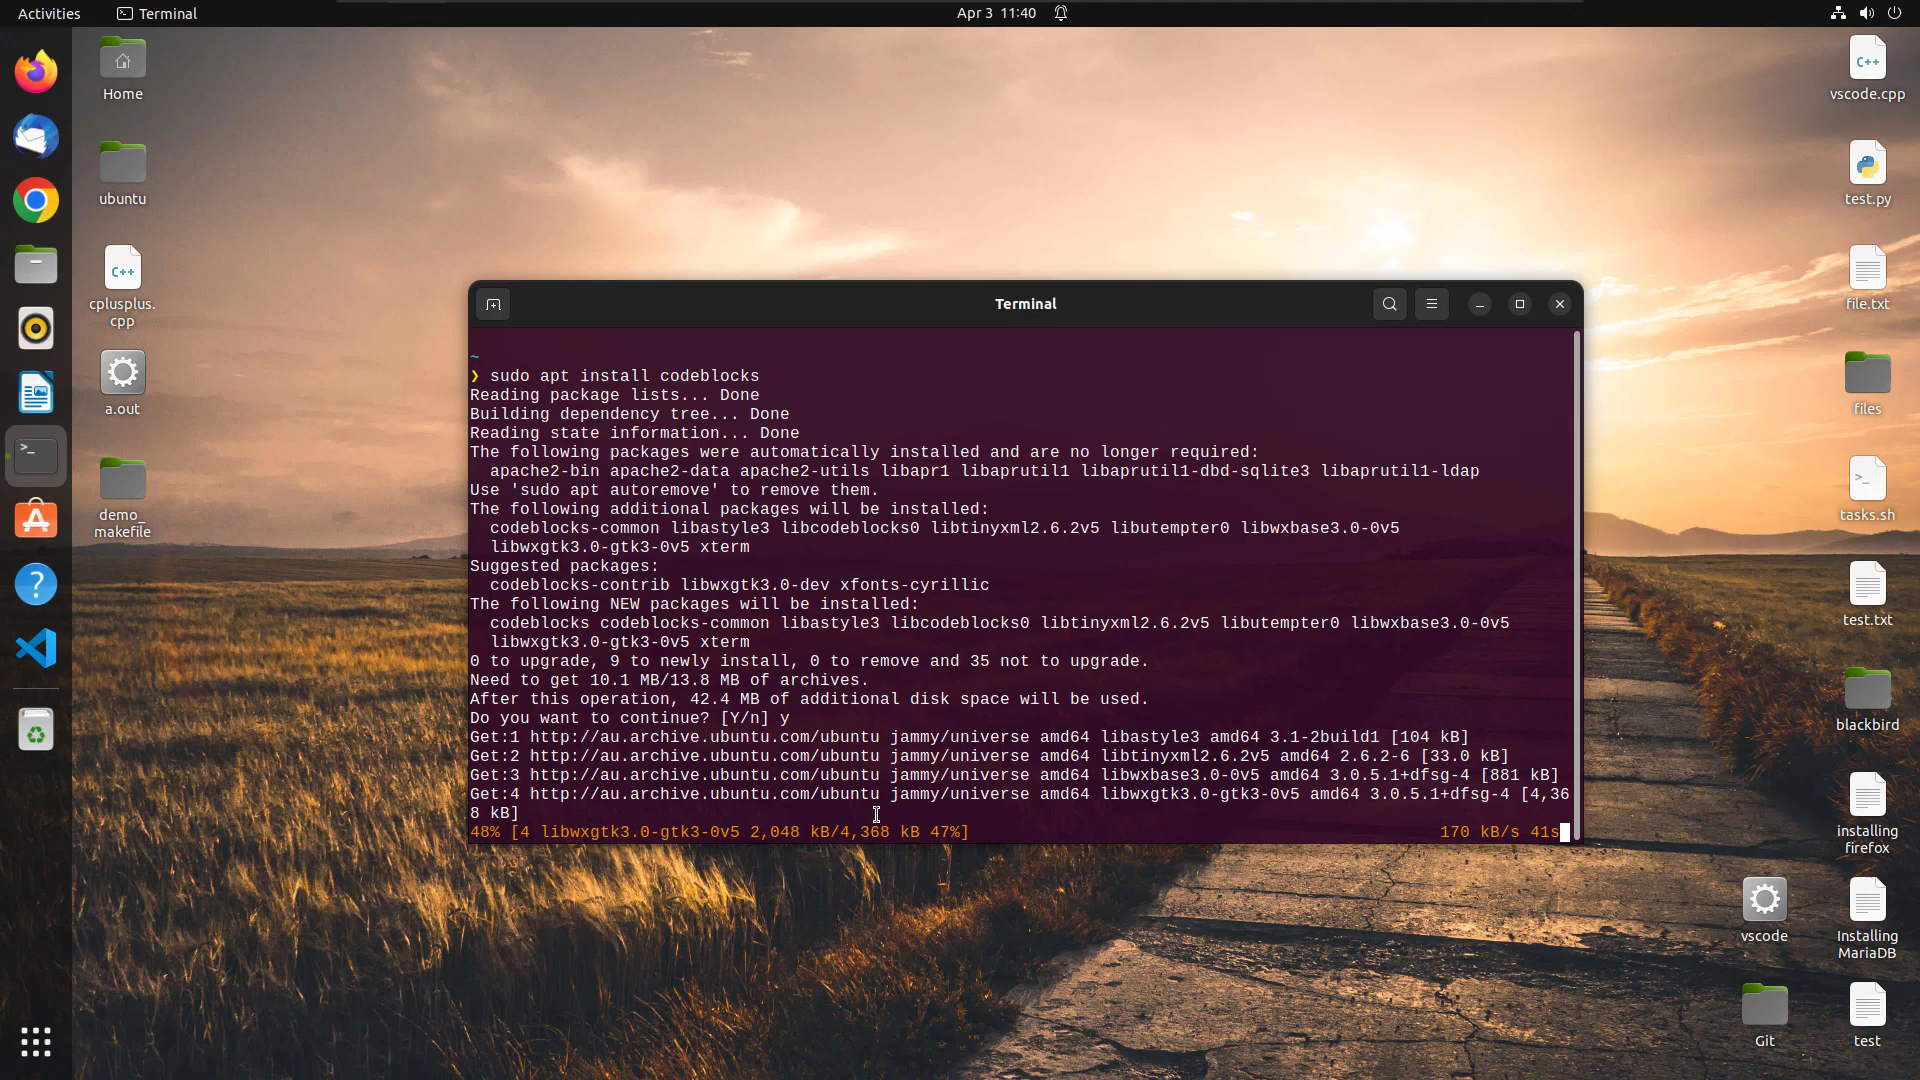 Activities
Terminal
Apr 3 11:40
Home
ubuntu
C++
cplusplus.
cpp
a.out
demo_
makefile
Terminal
~
❯ sudo apt install codeblocks
Reading package lists... Done
Building dependency tree... Done
Reading state information... Done
The following packages were automatically installed and are no longer required:
apache2-bin apache2-data apache2-utils libapr1 libaprutil1 libaprutil1-dbd-sqlite3 libaprutil1-ldap
Use 'sudo apt autoremove' to remove them.
The following additional packages will be installed:
codeblocks-common libastyle3 libcodeblocks0 libtinyxml2.6.2v5 libutempter0 libwxbase3.0-0v5
libwxgtk3.0-gtk3-0v5 xterm
Suggested packages:
codeblocks-contrib libwxgtk3.0-dev xfonts-cyrillic
The following NEW packages will be installed:
codeblocks codeblocks-common libastyle3 libcodeblocks0 libtinyxml2.6.2v5 libutempter0 libwxbase3.0-0v5
libwxgtk3.0-gtk3-0v5 xterm
0 to upgrade, 9 to newly install, 0 to remove and 35 not to upgrade.
Need to get 10.1 MB/13.8 MB of archives.
After this operation, 42.4 MB of additional disk space will be used.
Do you want to continue? [Y/n] y
Get:1 http://au.archive.ubuntu.com/ubuntu jammy/universe amd64 libastyle3 amd64 3.1-2build1 [104 kB]
Get:2 http://au.archive.ubuntu.com/ubuntu jammy/universe amd64 libtinyxml2.6.2v5 amd64 2.6.2-6 [33.0 kB]
Get:3 http://au.archive.ubuntu.com/ubuntu jammy/universe amd64 libwxbase3.0-0v5 amd64 3.0.5.1+dfsg-4 [881 kB]
Get:4 http://au.archive.ubuntu.com/ubuntu jammy/universe amd64 libwxgtk3.0-gtk3-0v5 amd64 3.0.5.1+dfsg-4 [4,36
8 kB]
48% [4 libwxgtk3.0-gtk3-0v5 2,048 kB/4,368 kB 47%] 170 kB/s 41s
C++
vscode.cpp
test.py
file.txt
files
>_
tasks.sh
test.txt
blackbird
installing
firefox
vscode
Installing
MariaDB
Git
test